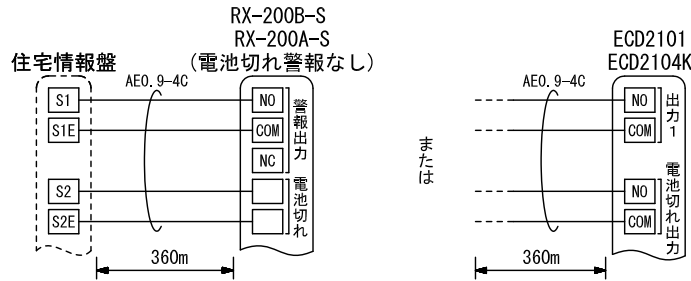 RX-200B-S
RX-200A-S
(電池切れ警報なし)
住宅情報盤
AE0.9-4C
S1
S1E
S2
S2E
NO
COM
NC
警報出力
電池切れ
360m
または
ECD2101
ECD2104K
AE0.9-4C
NO
COM
NO
COM
出力1
電池切れ出力
360m